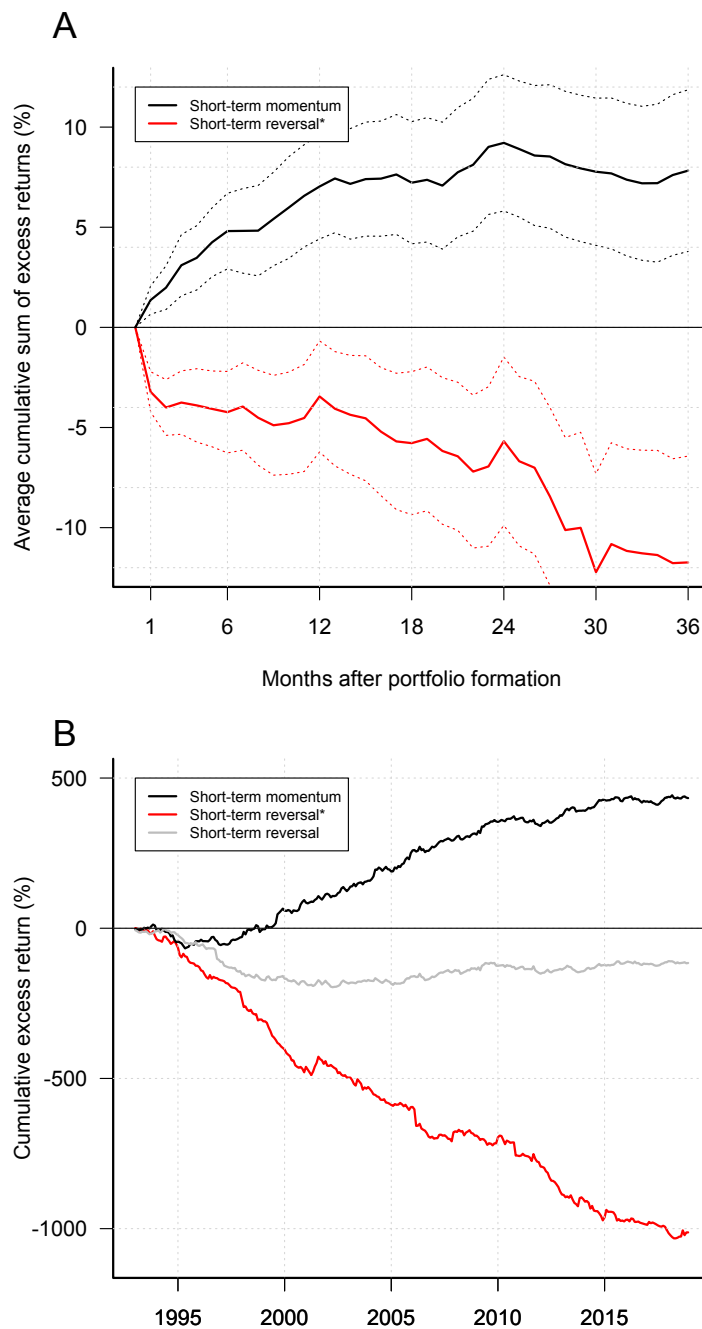 A
Average cumulative sum of excess returns (%)
Short-term momentum
Short-term reversal*
10
5
0
-5
-10
1 6 12 18 24 30 36
Months after portfolio formation
B
Cumulative excess return (%)
Short-term momentum
Short-term reversal*
Short-term reversal
500
0
-500
-1000
1995 2000 2005 2010 2015